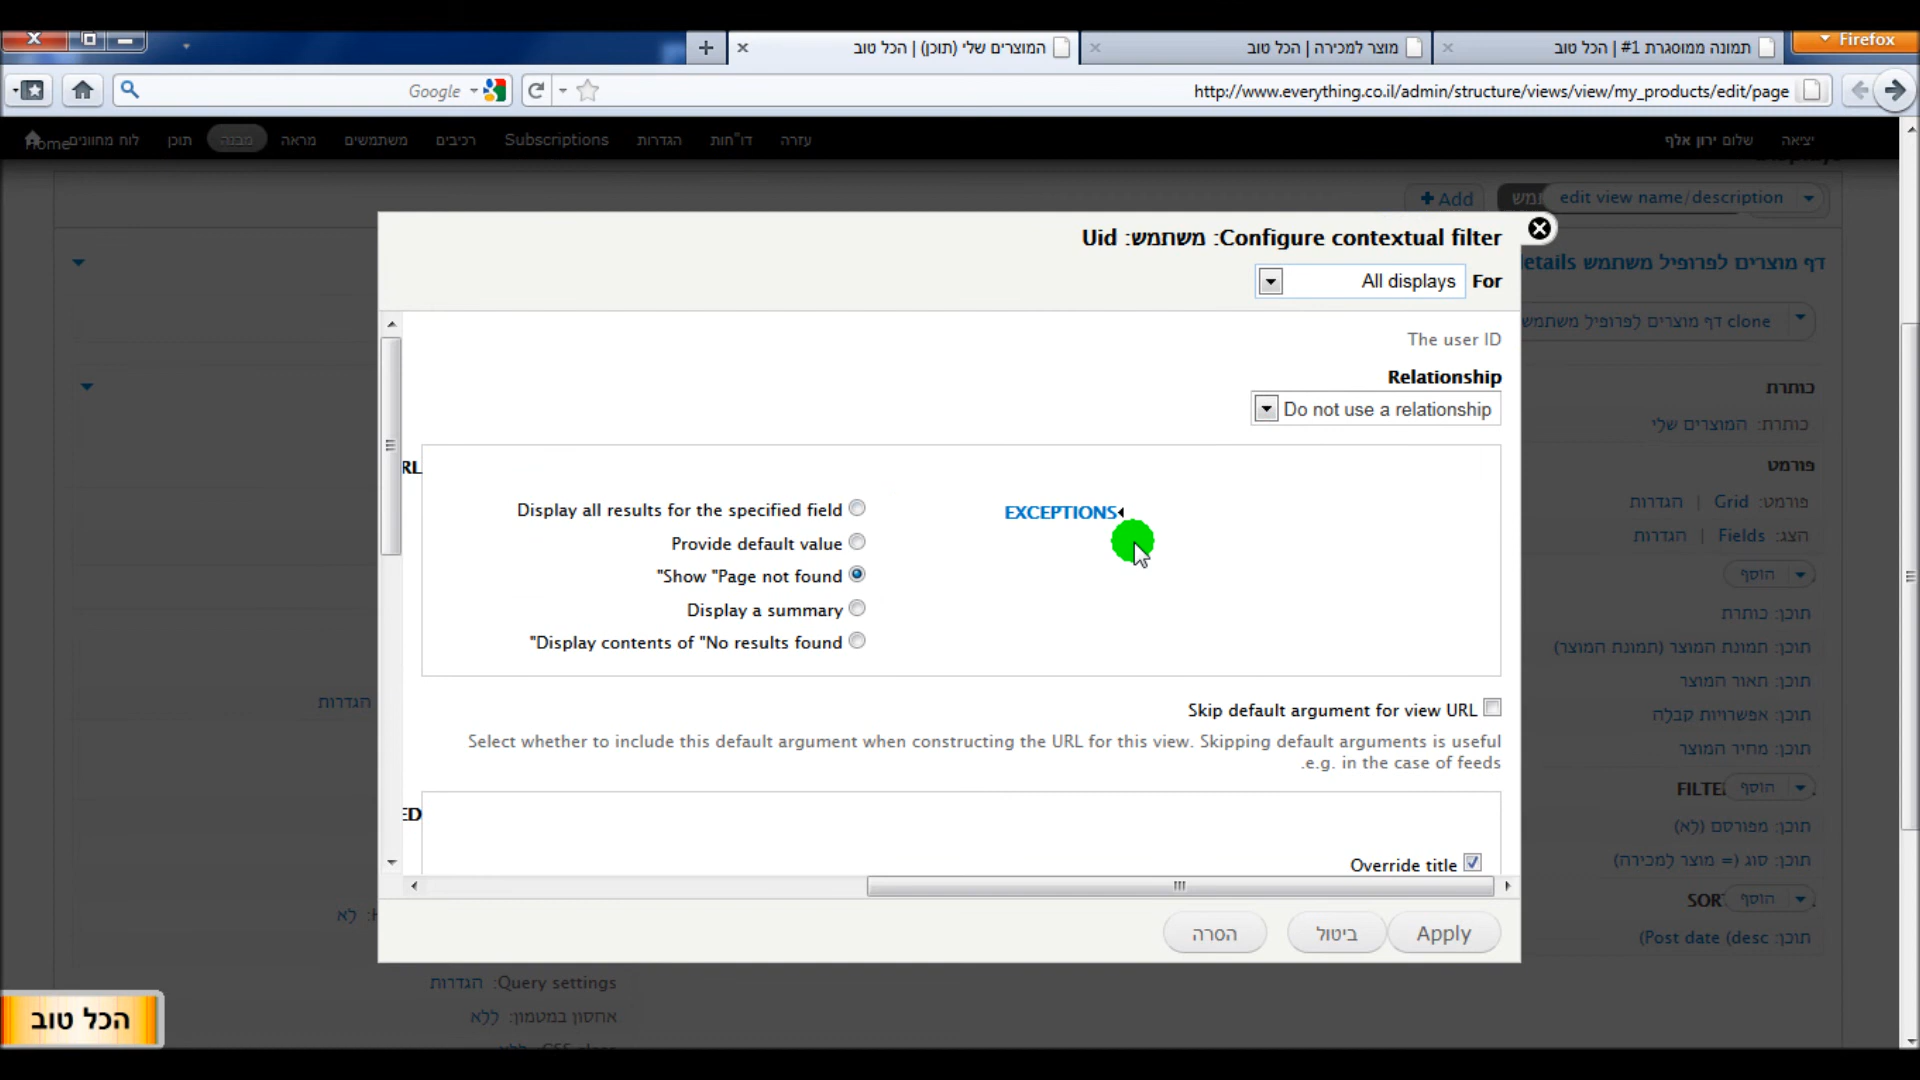 Firefox
תמונה ממוסגרת #1 | הכל טוב
מוצר למכירה | הכל טוב
המוצרים שלי (תוכן) | הכל טוב
http://www.everything.co.il/admin/structure/views/view/my_products/edit/page
Google
Home
לוח מחוונים
תוכן
מבנה
מראה
משתמשים
רכיבים
Subscriptions
הגדרות
דו"חות
עזרה
שלום ירון אלף
יציאה
Add
edit view name/description
דף מוצרים לפרופיל משתמש
clone דף מוצרים לפרופיל משתמש
Configure contextual filter: משתמש: Uid
For
All displays
The user ID
Relationship
Do not use a relationship
RL
Display all results for the specified field
Provide default value
"Show "Page not found
Display a summary
"Display contents of "No results found
EXCEPTIONS
Skip default argument for view URL
Select whether to include this default argument when constructing the URL for this view. Skipping default arguments is useful
.e.g. in the case of feeds
ED
Override title
Apply
ביטול
הסרה
כותרת
כותרת: המוצרים שלי
פורמט
פורמט: Grid | הגדרות
הצג: Fields | הגדרות
הוסף
תוכן: כותרת
תוכן: תמונת המוצר (תמונת המוצר)
תוכן: תאור המוצר
תוכן: אפשרויות קבלה
תוכן: מחיר המוצר
הוסף
תוכן: מפורסם (לא)
תוכן: סוג (= מוצר למכירה)
הוסף
תוכן: Post date (desc)
הגדרות
לא
Query settings: הגדרות
אחסון במטמון: ללא
הכל טוב